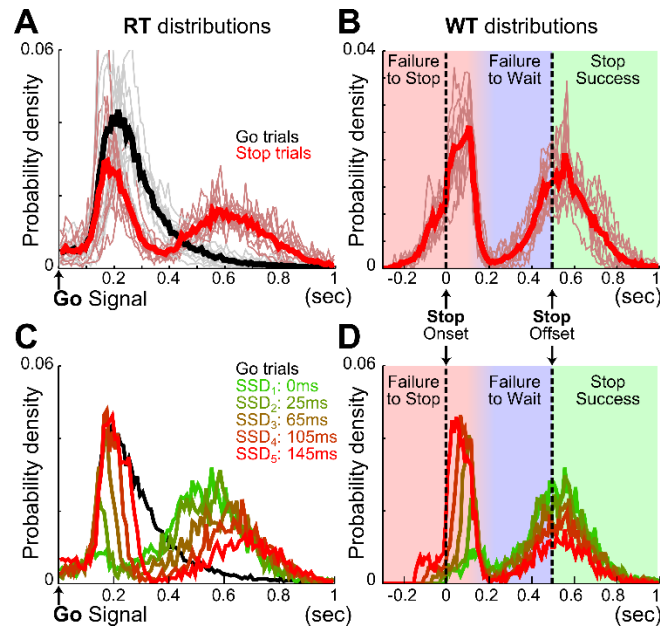 A
RT distributions
0.06
Probability density
0
Go trials
Stop trials
0.2 0.4 0.6 0.8 1
Go Signal
(sec)
B
WT distributions
0.04
Probability density
0
Failure
to Stop
Failure
to Wait
Stop
Success
-0.2 0 0.2 0.4 0.6 0.8 1
(sec)
Stop
Onset
Stop
Offset
C
0.06
Probability density
0
Go trials
SSD1: 0ms
SSD2: 25ms
SSD3: 65ms
SSD4: 105ms
SSD5: 145ms
0.2 0.4 0.6 0.8 1
Go Signal
(sec)
D
0.06
Probability density
0
Failure
to Stop
Failure
to Wait
Stop
Success
-0.2 0 0.2 0.4 0.6 0.8 1
(sec)